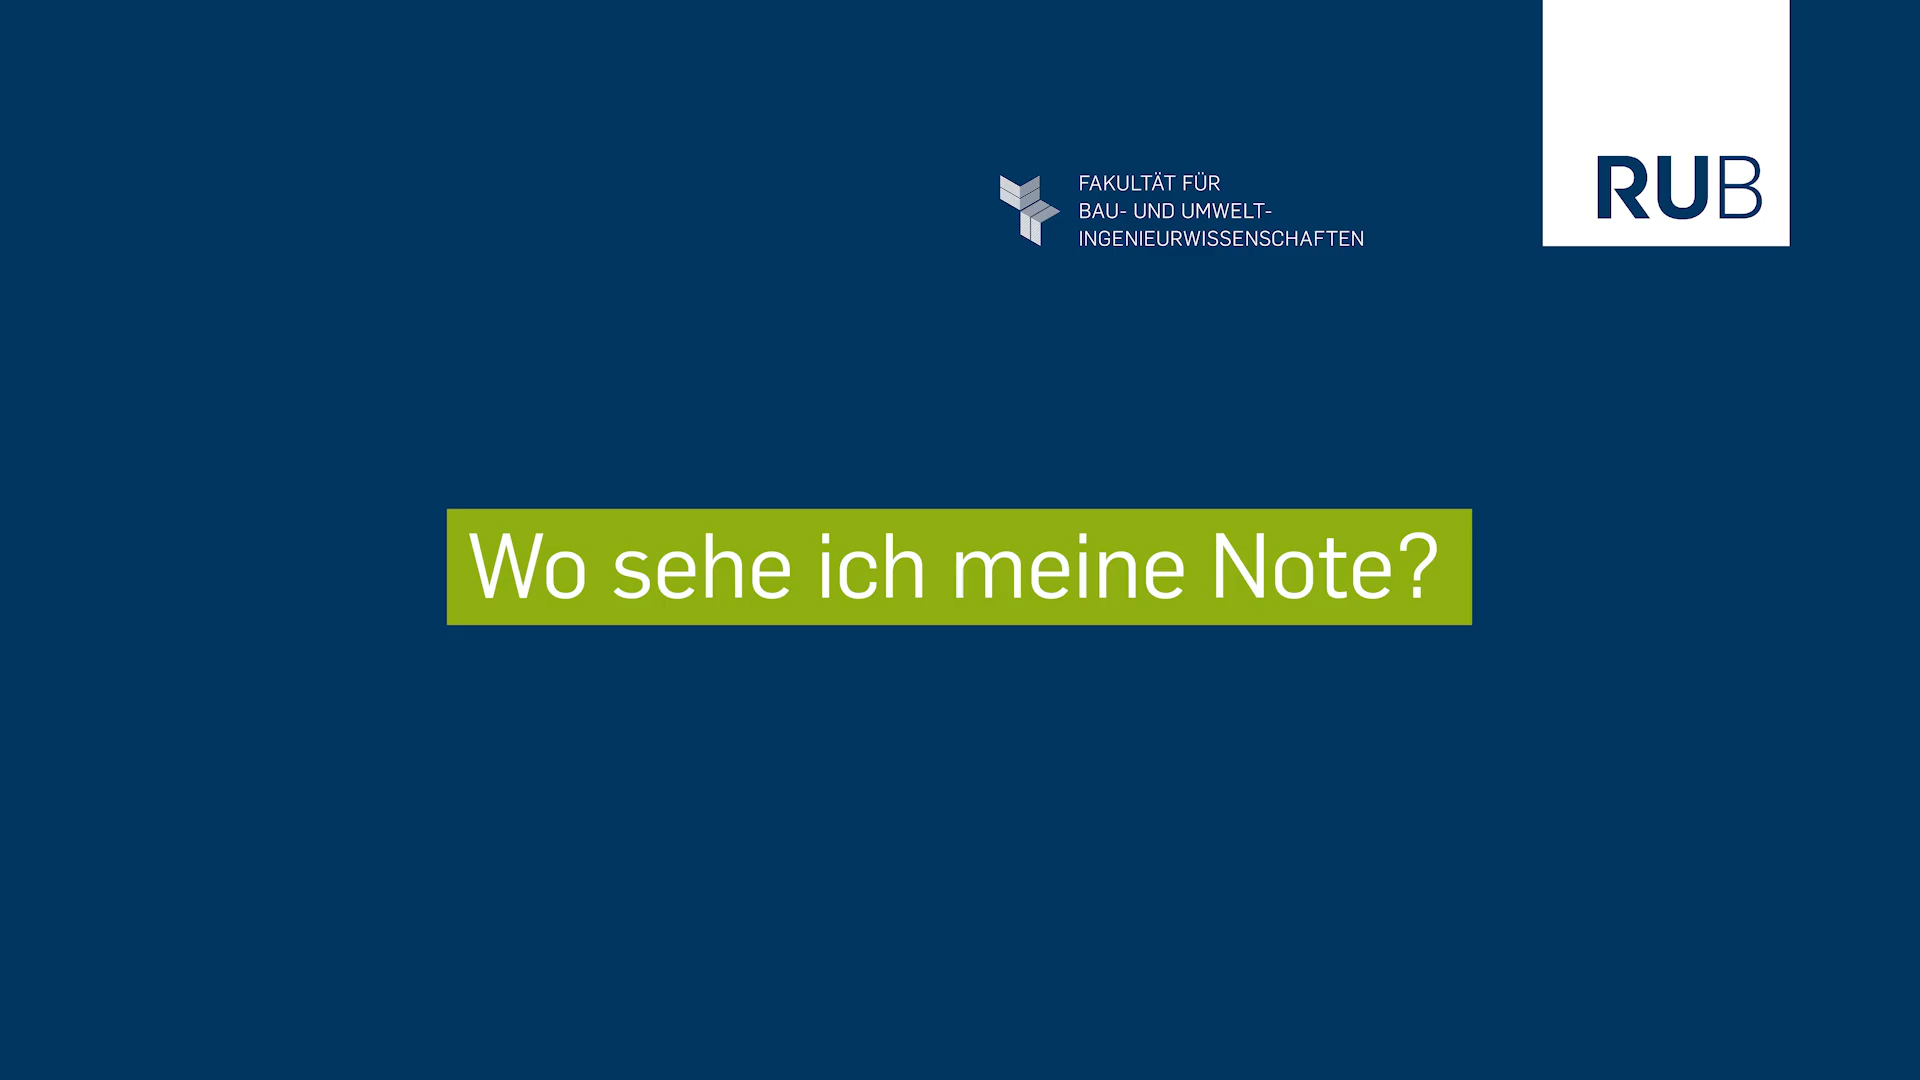 FAKULTÄT FÜR
BAU- UND UMWELT-
INGENIEURWISSENSCHAFTEN
RUB
Wo sehe ich meine Note?